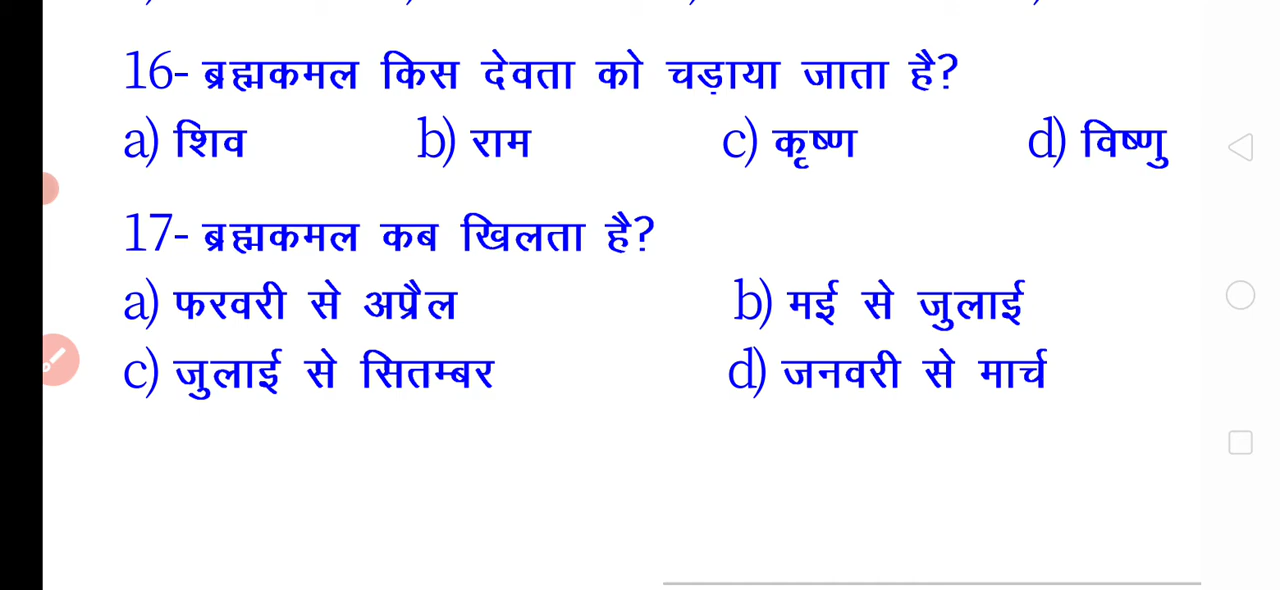 16- ब्रह्मकमल किस देवता को चड़ाया जाता है?
a) शिव b) राम c) कृष्ण d) विष्णु
17- ब्रह्मकमल कब खिलता है?
a) फरवरी से अप्रैल b) मई से जुलाई
c) जुलाई से सितम्बर d) जनवरी से मार्च